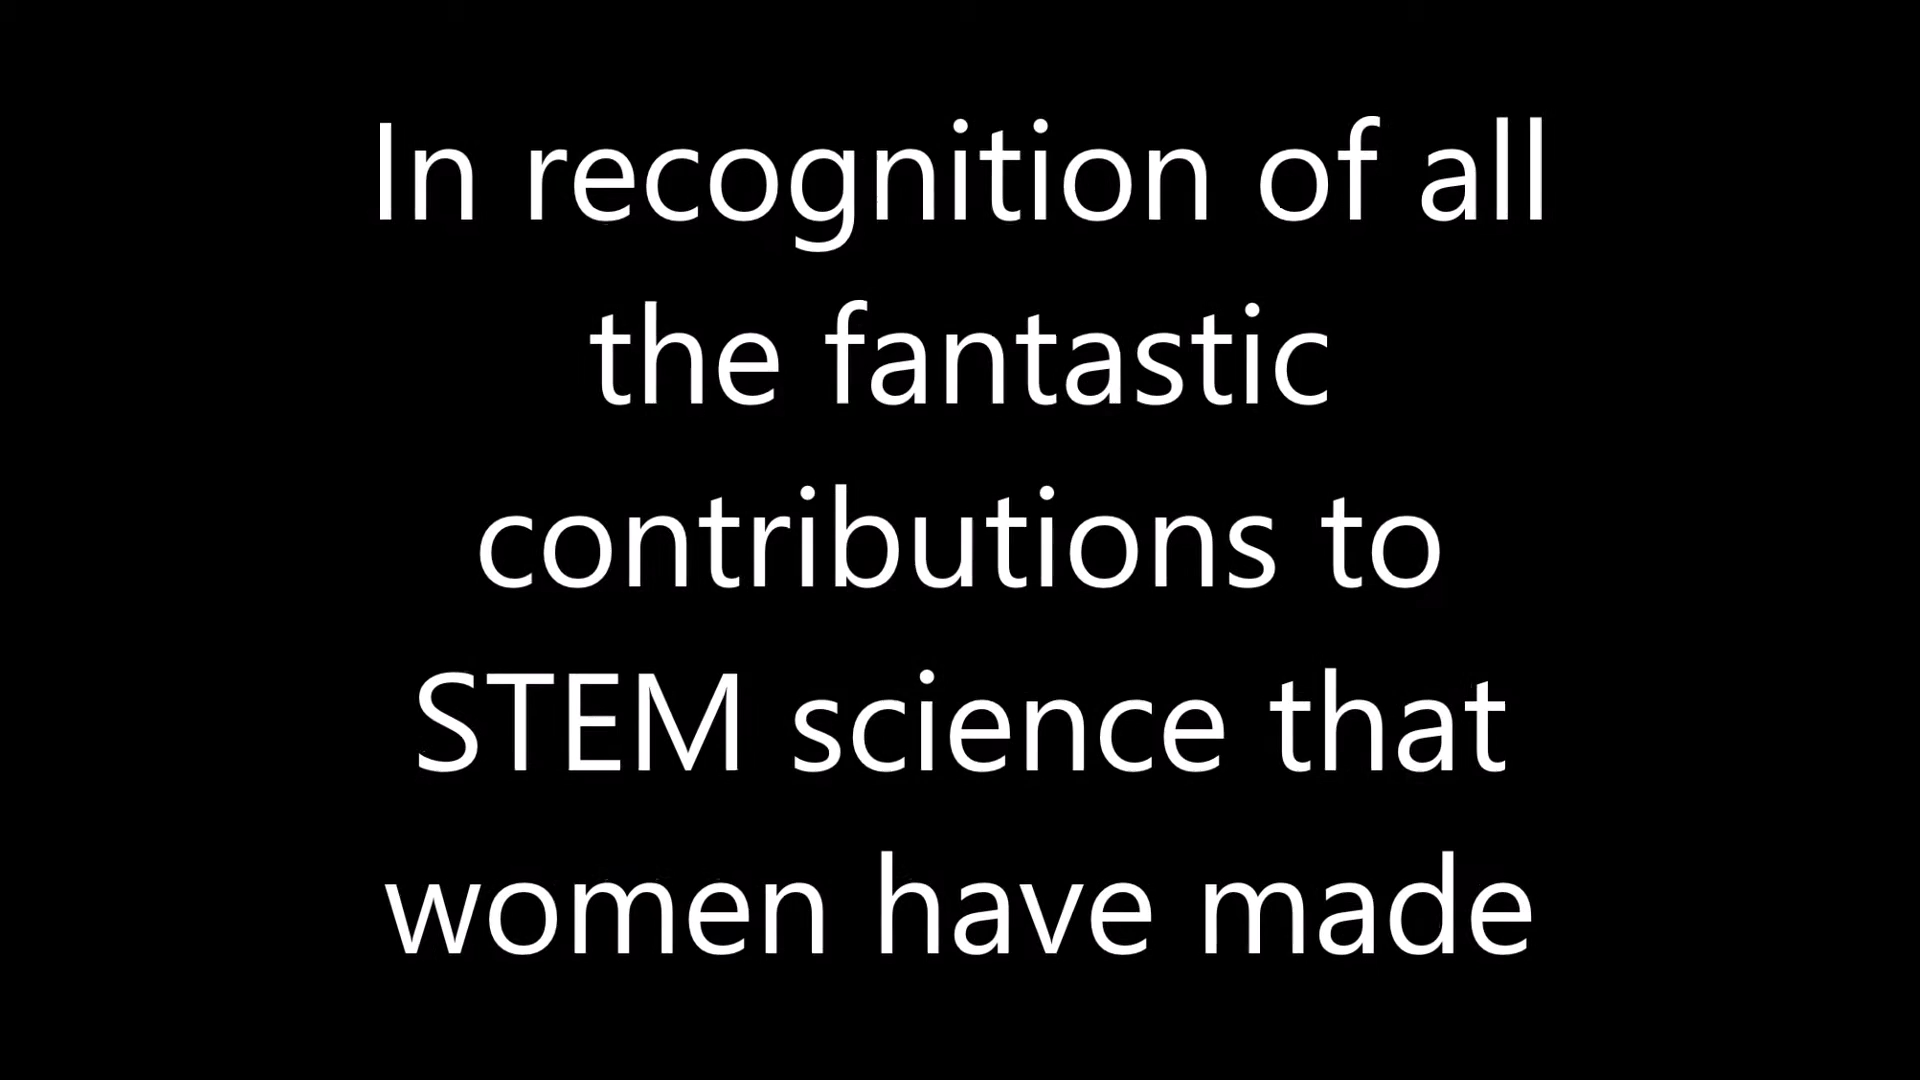 In recognition of all
the fantastic
contributions to
STEM science that
women have made